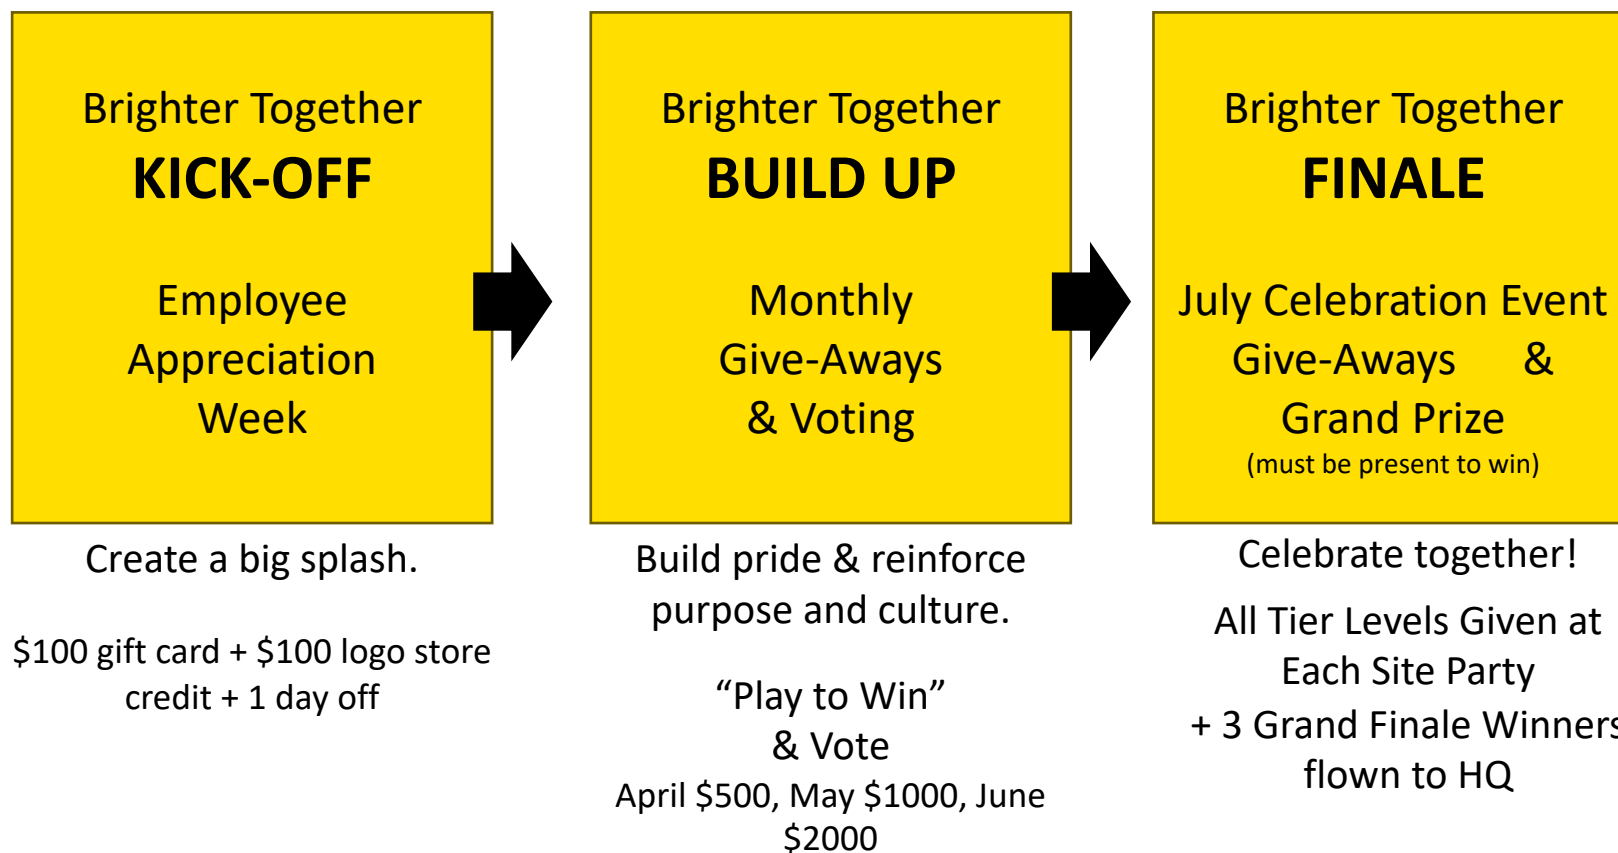 Brighter Together
KICK-OFF
Employee
Appreciation
Week
Create a big splash.
$100 gift card + $100 logo store
credit + 1 day off
Brighter Together
BUILD UP
Monthly
Give-Aways
& Voting
Build pride & reinforce
purpose and culture.
“Play to Win”
& Vote
April $500, May $1000, June
$2000
Brighter Together
FINALE
July Celebration Event
Give-Aways &
Grand Prize
(must be present to win)
Celebrate together!
All Tier Levels Given at
Each Site Party
+ 3 Grand Finale Winners
flown to HQ